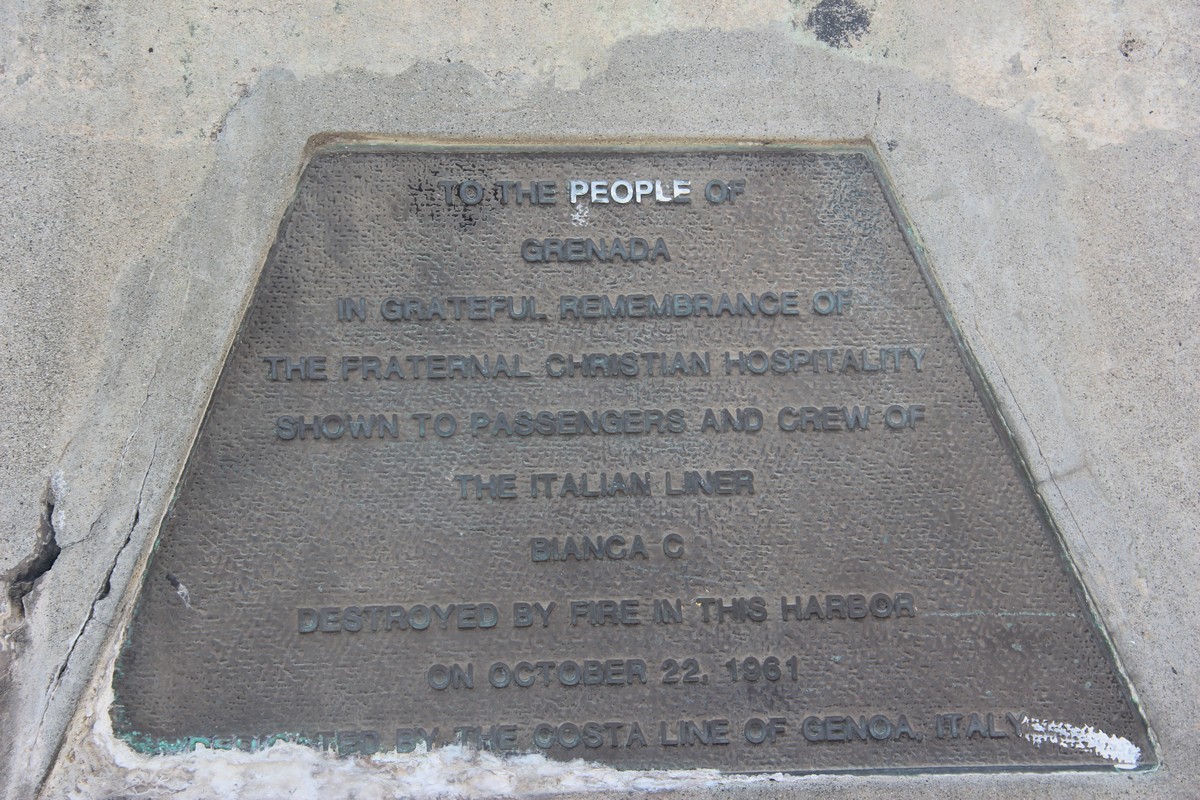 TO THE PEOPLE OF
GRENADA
IN GRATEFUL REMEMBRANCE OF
THE FRATERNAL CHRISTIAN HOSPITALITY
SHOWN TO PASSENGERS AND CREW OF
THE ITALIAN LINER
BIANCA C
DESTROYED BY FIRE IN THIS HARBOR
ON OCTOBER 22, 1961
BY THE COSTA LINE OF GENOA, ITALY